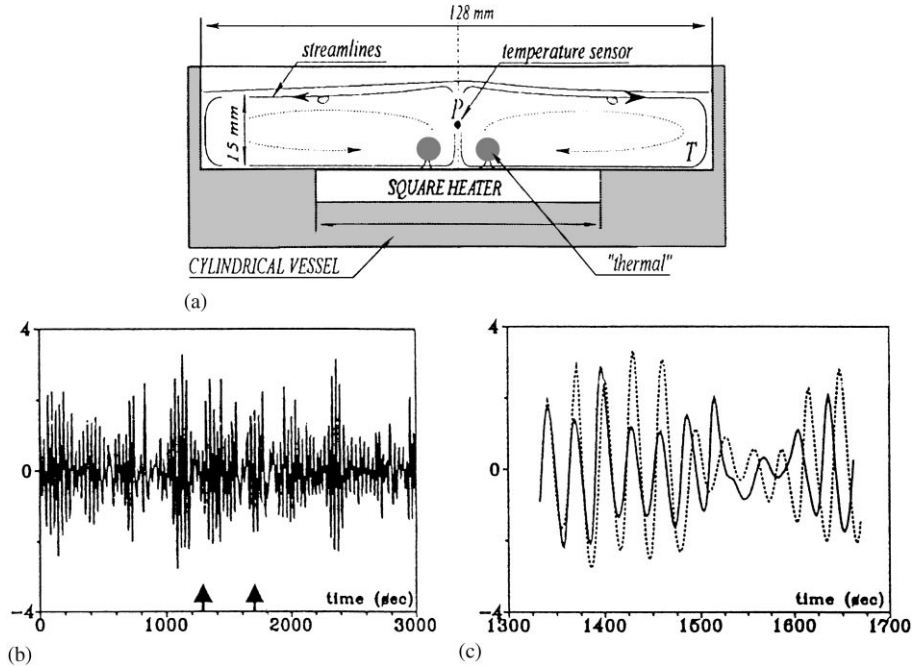 128 mm
streamlines
temperature sensor
P
15 mm
T
SQUARE HEATER
CYLINDRICAL VESSEL
"thermal"
(a)
4
0
−4
time (sec)
0 1000 2000 3000
(b)
4
0
−4
time (sec)
1300 1400 1500 1600 1700
(c)